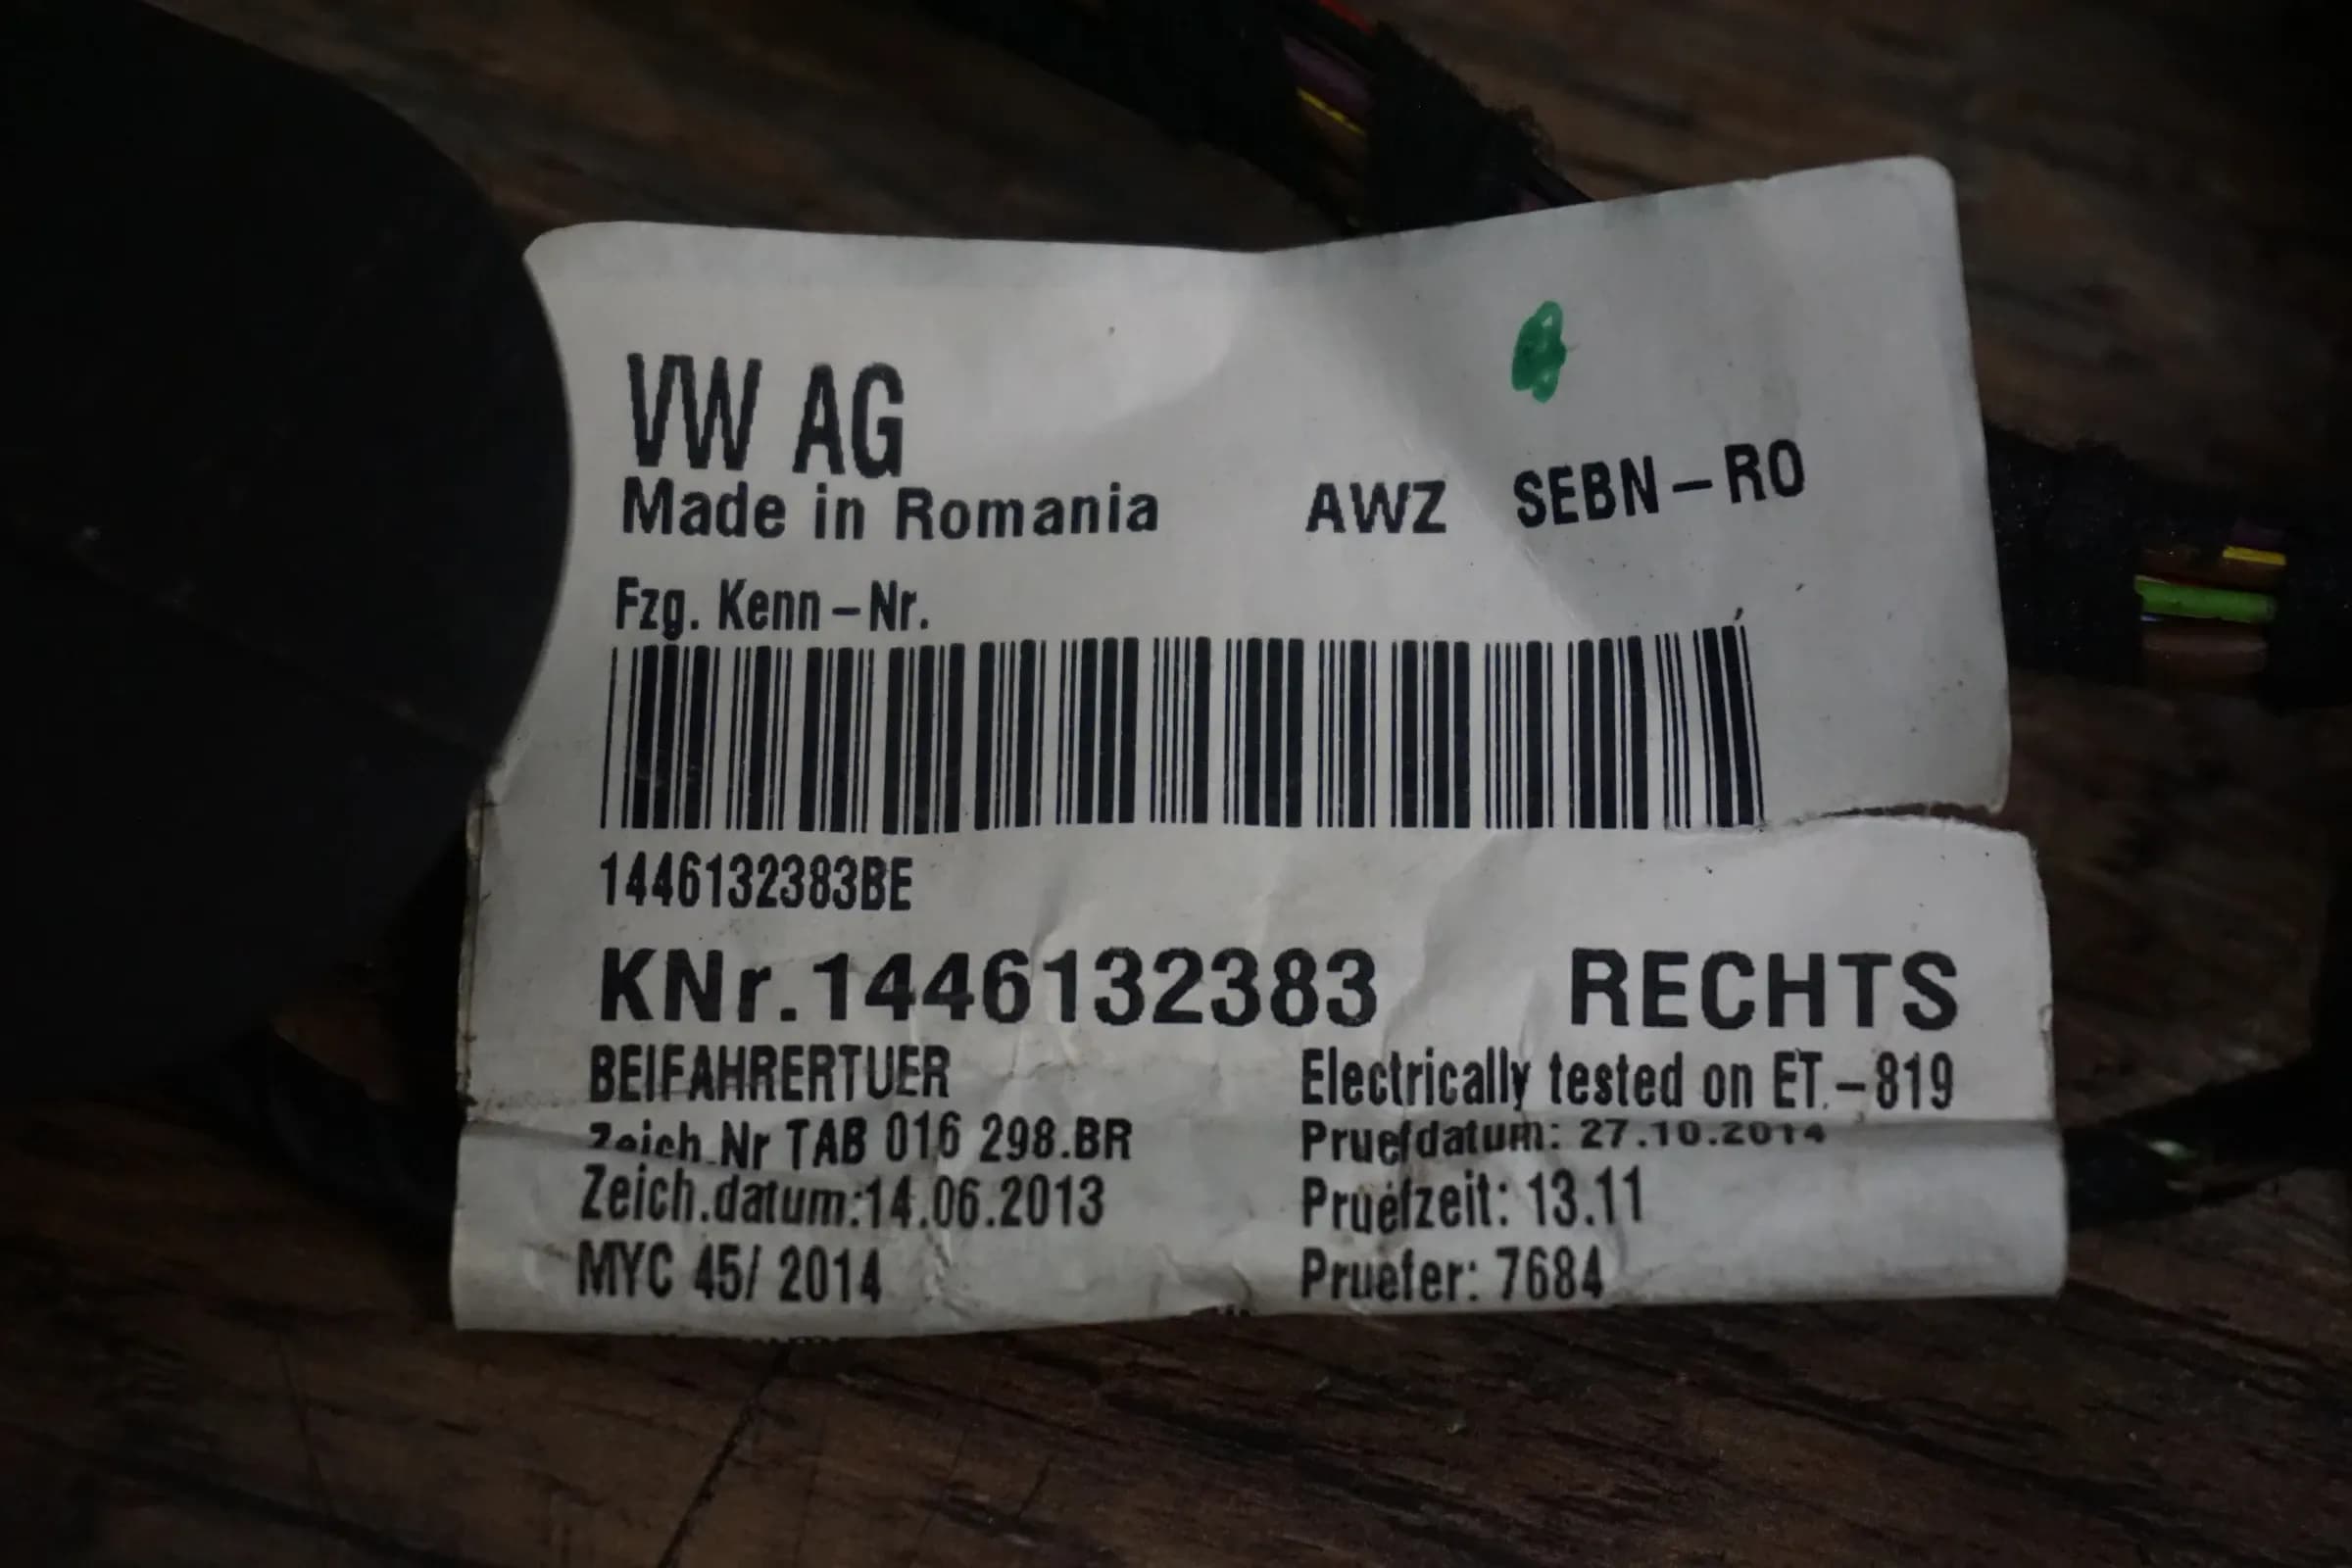 VW AG
Made in Romania AWZ SEBN-RO
Fzg. Kenn-Nr.
1446132383BE
KNr.1446132383 RECHTS
BEIFAHRERTUER Electrically tested on ET.-819
Zeich.Nr TAB 016 298.BR Pruefdatum: 27.10.2014
Zeich.datum:14.06.2013 Pruefzeit: 13.11
MYC 45/ 2014 Pruefer: 7684